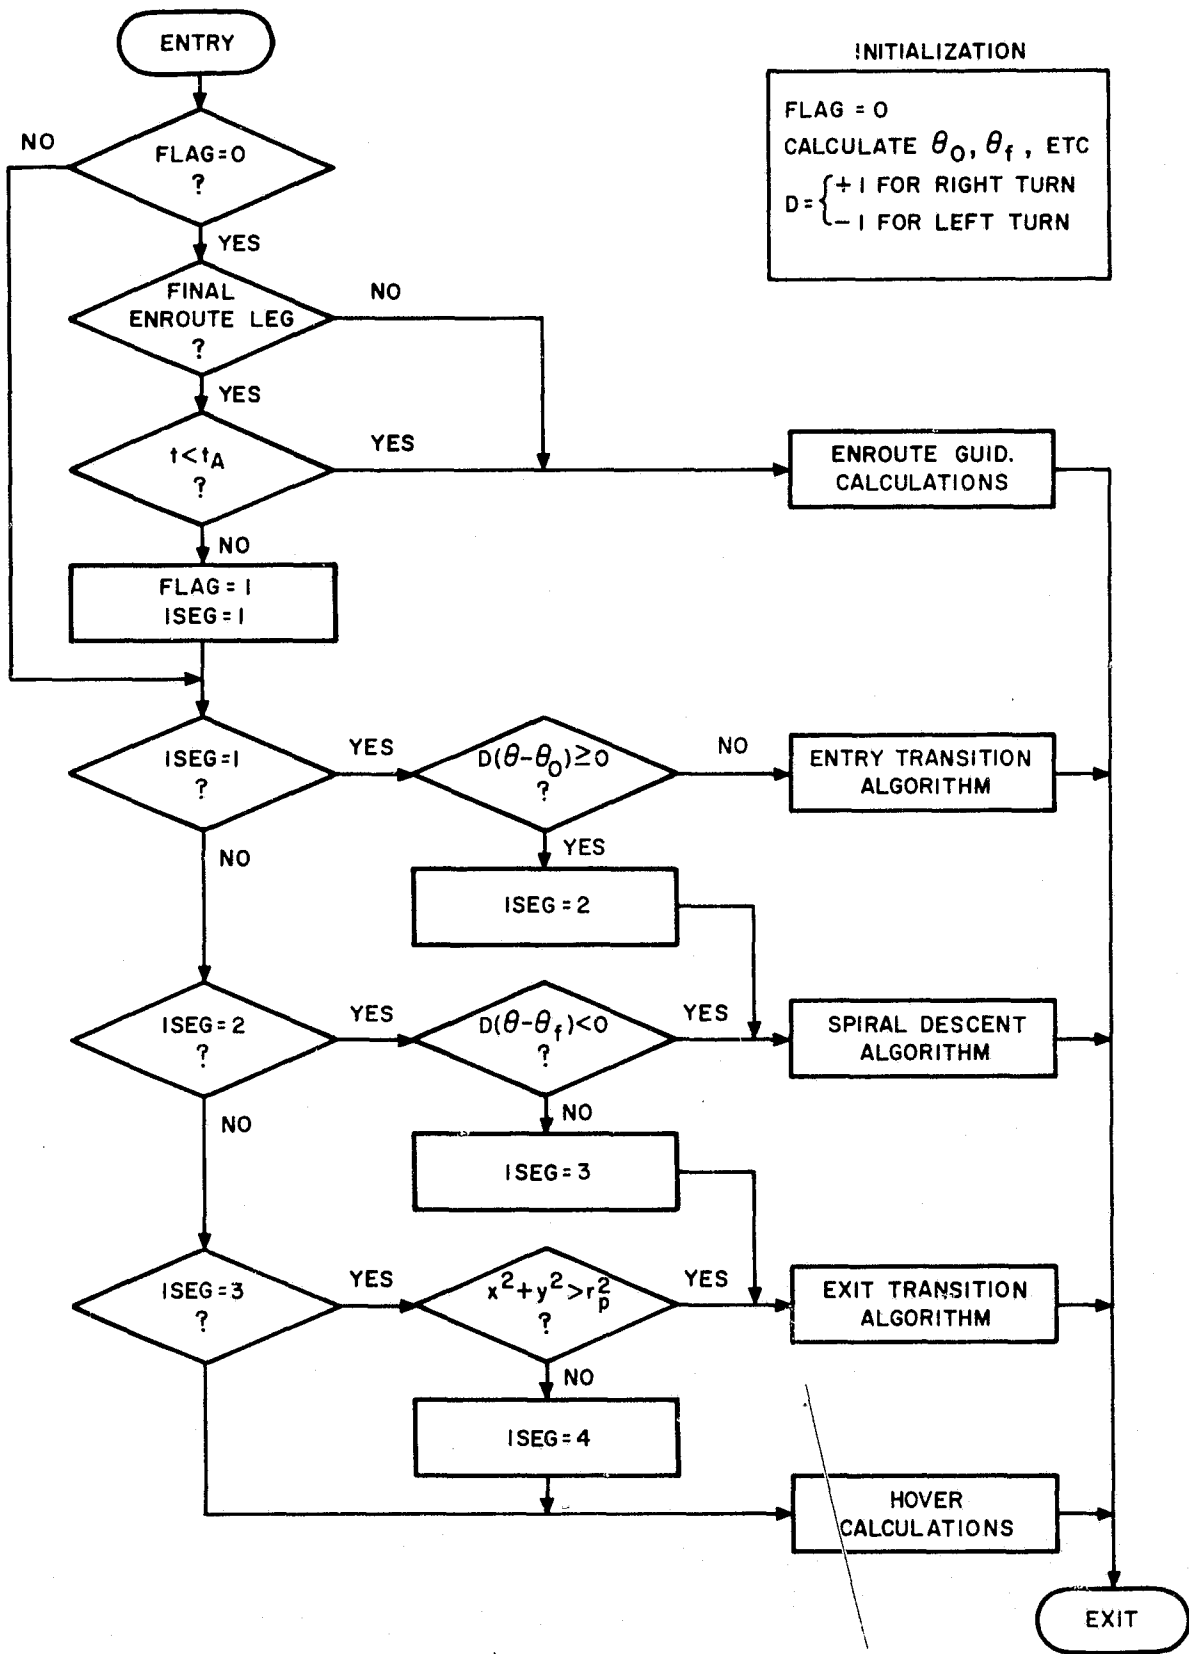 ENTRY
INITIALIZATION
FLAG = 0
CALCULATE θ₀, θf, ETC
D = { +1 FOR RIGHT TURN
-1 FOR LEFT TURN
NO
FLAG=0
?
YES
FINAL
ENROUTE LEG
?
NO
YES
t<tA
?
YES
ENROUTE GUID.
CALCULATIONS
NO
FLAG=1
ISEG=1
ISEG=1
?
YES
D(θ-θ₀)≥0
?
NO
ENTRY TRANSITION
ALGORITHM
NO
YES
ISEG=2
ISEG=2
?
YES
D(θ-θf)<0
?
YES
SPIRAL DESCENT
ALGORITHM
NO
NO
ISEG=3
ISEG=3
?
YES
x²+y²>rp²
?
YES
EXIT TRANSITION
ALGORITHM
NO
ISEG=4
HOVER
CALCULATIONS
EXIT